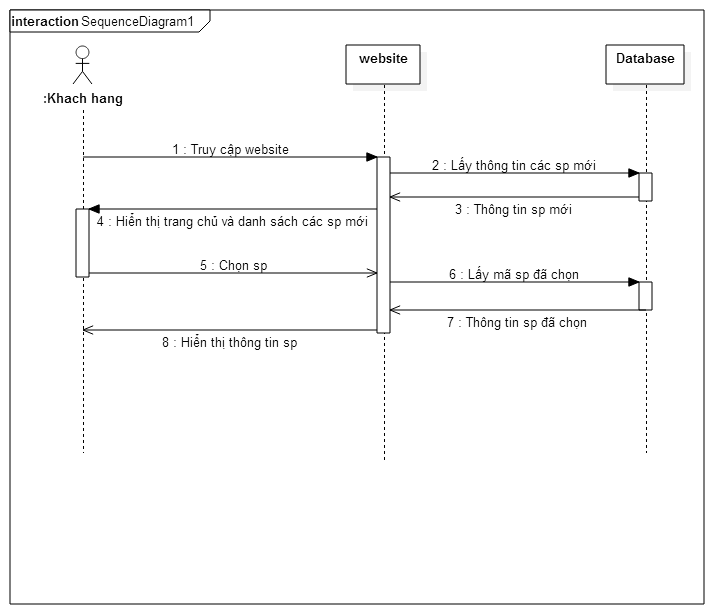 interaction SequenceDiagram1
:Khach hang
website
Database
1 : Truy cập website
2 : Lấy thông tin các sp mới
3 : Thông tin sp mới
4 : Hiển thị trang chủ và danh sách các sp mới
5 : Chọn sp
6 : Lấy mã sp đã chọn
7 : Thông tin sp đã chọn
8 : Hiển thị thông tin sp